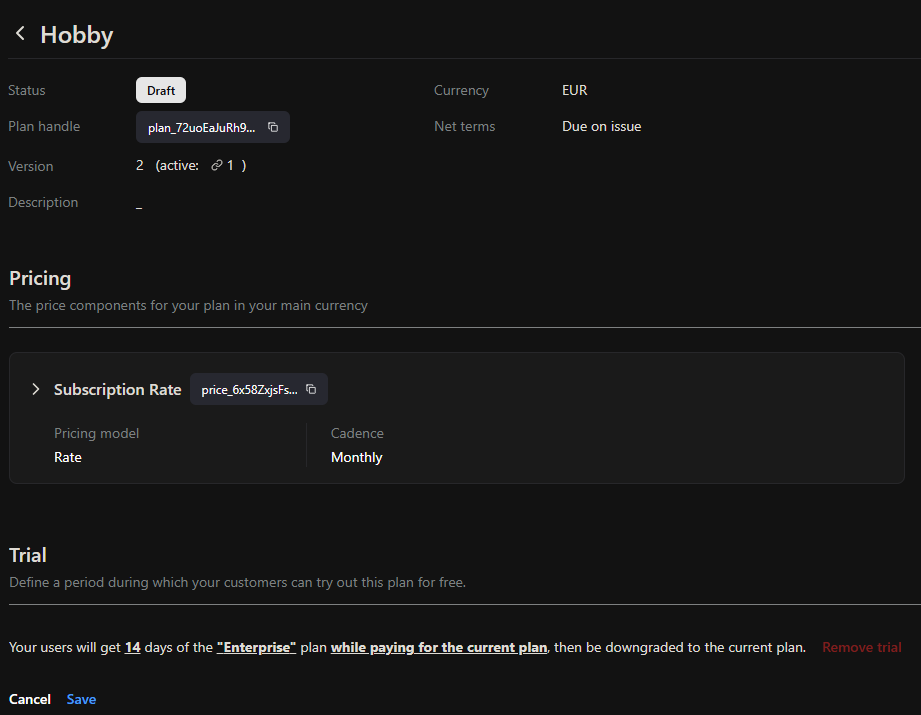 Hobby
Status Draft Currency EUR
Plan handle plan_72uoEaJuRh9... Net terms Due on issue
Version 2 (active: 1 )
Description _
Pricing
The price components for your plan in your main currency
Subscription Rate price_6x58ZxjsFs...
Pricing model Cadence
Rate Monthly
Trial
Define a period during which your customers can try out this plan for free.
Your users will get 14 days of the "Enterprise" plan while paying for the current plan, then be downgraded to the current plan. Remove trial
Cancel Save